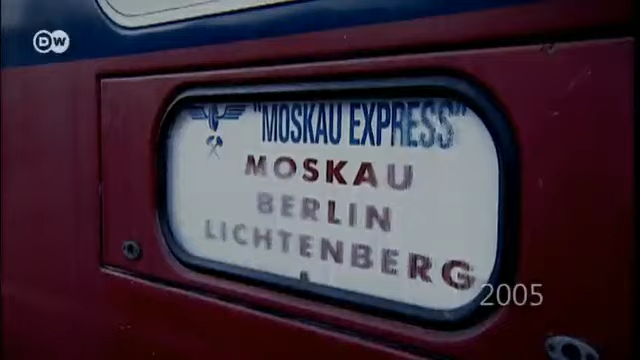 DW
"MOSKAU EXPRESS"
MOSKAU
BERLIN
LICHTENBERG
2005